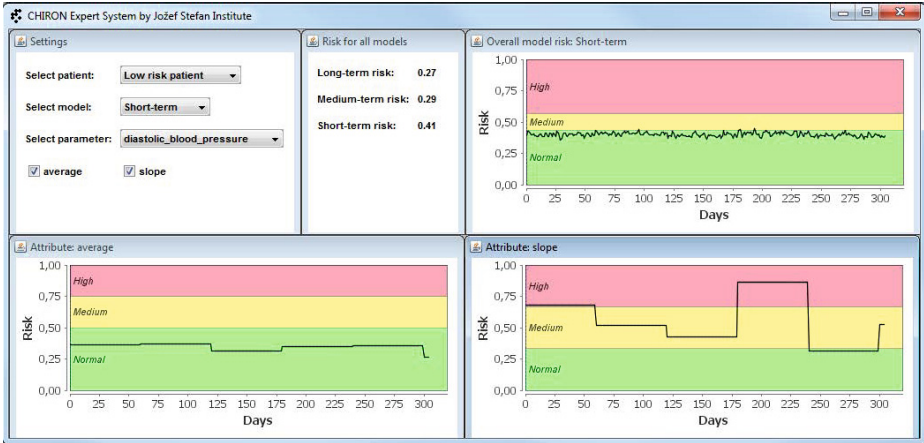 CHIRON Expert System by Jožef Stefan Institute
Settings
Select patient: Low risk patient
Select model: Short-term
Select parameter: diastolic_blood_pressure
average slope
Risk for all models
Long-term risk: 0.27
Medium-term risk: 0.29
Short-term risk: 0.41
Overall model risk: Short-term
1,00
0,75
0,50
0,25
0,00
Risk
High
Medium
Normal
0 25 50 75 100 125 150 175 200 225 250 275 300
Days
Attribute: average
1,00
0,75
0,50
0,25
0,00
Risk
High
Medium
Normal
0 25 50 75 100 125 150 175 200 225 250 275 300
Days
Attribute: slope
1,00
0,75
0,50
0,25
0,00
Risk
High
Medium
Normal
0 25 50 75 100 125 150 175 200 225 250 275 300
Days